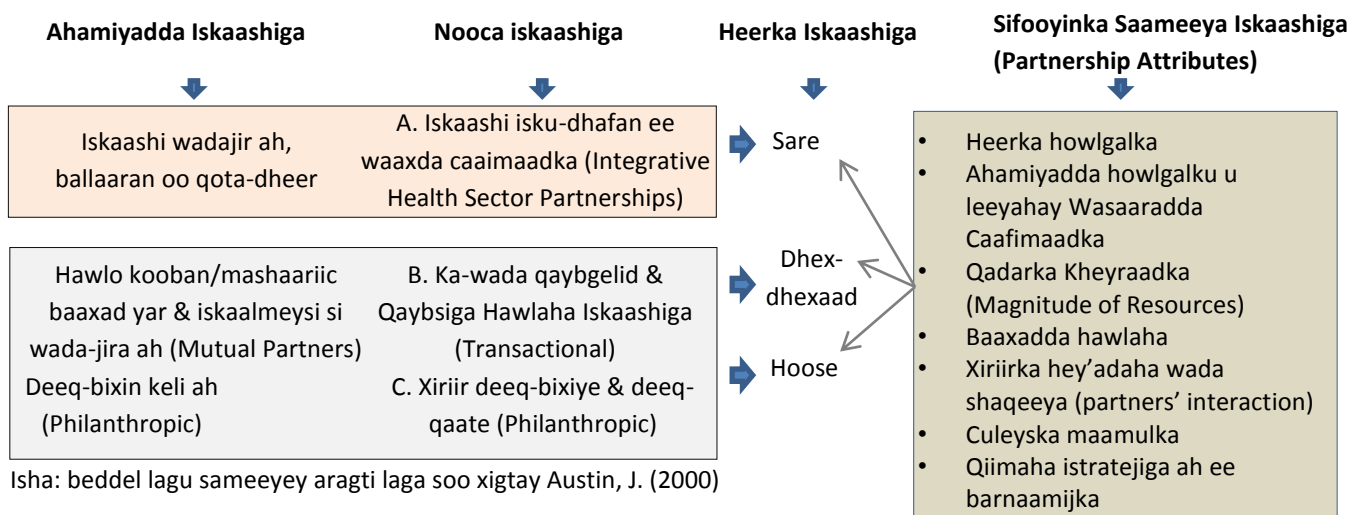 Ahamiyadda Iskaashiga
Nooca iskaashiga
Heerka Iskaashiga
Sifooyinka Saameeya Iskaashiga
(Partnership Attributes)
Iskaashi wadajir ah,
ballaaran oo qota-dheer
A. Iskaashi isku-dhafan ee
waaxda caaimaadka (Integrative
Health Sector Partnerships)
Sare
Hawlo kooban/mashaariic
baaxad yar & iskaalmeysi si
wada-jira ah (Mutual Partners)
Deeq-bixin keli ah
(Philanthropic)
B. Ka-wada qaybgelid &
Qaybsiga Hawlaha Iskaashiga
(Transactional)
C. Xiriir deeq-bixiye & deeq-
qaate (Philanthropic)
Dhex-
dhexaad
Hoose
• Heerka howlgalka
• Ahamiyadda howlgalku u
leeyahay Wasaaradda
Caafimaadka
• Qadarka Kheyraadka
(Magnitude of Resources)
• Baaxadda hawlaha
• Xiriirka hey’adaha wada
shaqeeya (partners’ interaction)
• Culeyska maamulka
• Qiimaha istratejiga ah ee
barnaamijka
Isha: beddel lagu sameeyey aragti laga soo xigtay Austin, J. (2000)